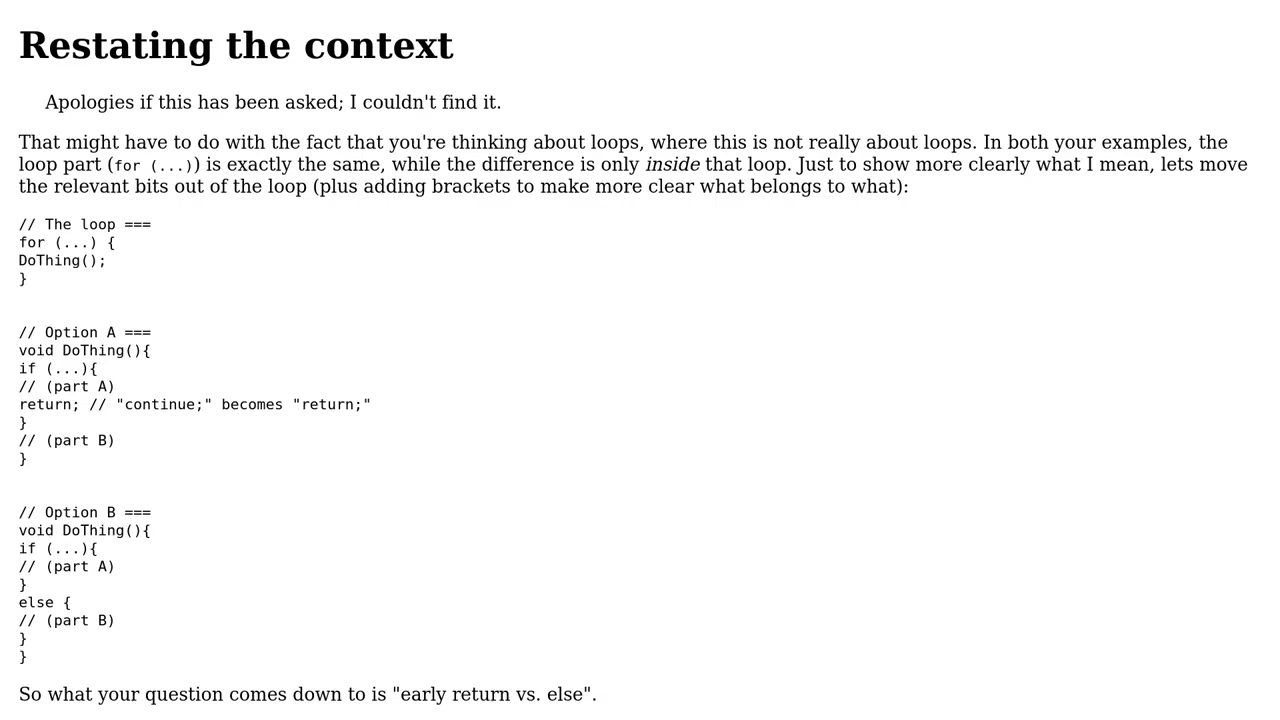 Restating the context
Apologies if this has been asked; I couldn't find it.
That might have to do with the fact that you're thinking about loops, where this is not really about loops. In both your examples, the
loop part (for (...)) is exactly the same, while the difference is only inside that loop. Just to show more clearly what I mean, lets move
the relevant bits out of the loop (plus adding brackets to make more clear what belongs to what):
// The loop ===
for (...) {
DoThing();
}
// Option A ===
void DoThing(){
if (...){
// (part A)
return; // "continue;" becomes "return;"
}
// (part B)
}
// Option B ===
void DoThing(){
if (...){
// (part A)
}
else {
// (part B)
}
}
So what your question comes down to is "early return vs. else".